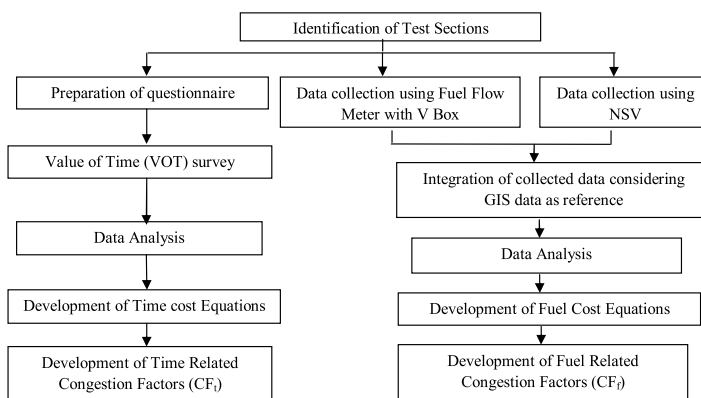 Identification of Test Sections
Preparation of questionnaire
Data collection using Fuel Flow
Meter with V Box
Data collection using
NSV
Value of Time (VOT) survey
Integration of collected data considering
GIS data as reference
Data Analysis
Data Analysis
Development of Time cost Equations
Development of Fuel Cost Equations
Development of Time Related
Congestion Factors (CFt)
Development of Fuel Related
Congestion Factors (CFf)